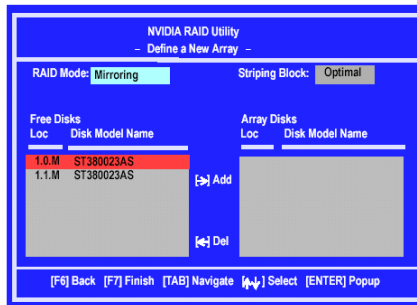 NVIDIA RAID Utility
– Define a New Array –
RAID Mode: Mirroring Striping Block: Optimal
Free Disks Array Disks
Loc Disk Model Name Loc Disk Model Name
1.0.M ST380023AS
1.1.M ST380023AS
[→] Add
[←] Del
[F6] Back [F7] Finish [TAB] Navigate [↑↓] Select [ENTER] Popup